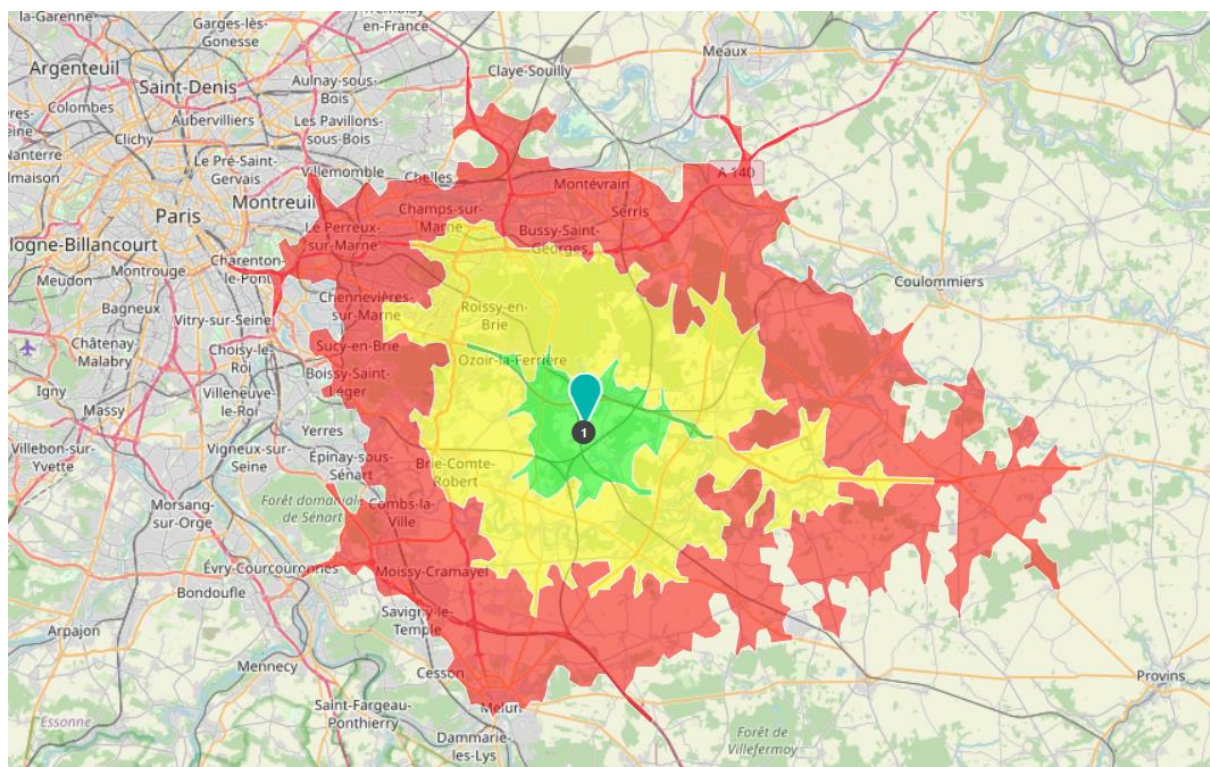 la-Garenne
Garges-lès-
Gonesse
en-France
Meaux
Argenteuil
Claye-Souilly
Saint-Denis
Aulnay-sous-
Bois
Colombes
Aubervilliers
Les Pavillons-
sous-Bois
Clichy
Nanterre
Le Pré-Saint-
Gervais
Villemomble
Chelles
Montévrain
A 140
Montreuil
Paris
Champs-sur-
Marne
Serris
Le Perreux-
sur-Marne
Bussy-Saint-
Georges
logne-Billancourt
Charenton-
le-Pont
Meudon
Montrouge
Coulommiers
Bagneux
Chennevières-
sur-Marne
Roissy-en-
Brie
Vitry-sur-Seine
Châtenay-
Malabry
Choisy-le-
Roi
Sucy-en-Brie
Ozoir-la-Ferrière
Igny
Boissy-Saint-
Léger
Villeneuve-
le-Roi
Massy
1
Yerres
Villebon-sur-
Yvette
Vigneux-sur-
Seine
Épinay-sous-
Sénart
Brie-Comte-
Robert
Morsang-
sur-Orge
Forêt domaniale
de Sénart
Combs-la-
Ville
Évry-Courcouronnes
Moissy-Cramayel
Bondoufle
Savigny-le-
Temple
Arpajon
Mennecy
Cesson
Provins
Saint-Fargeau-
Ponthierry
Melun
Essonne
Dammarie-
les-Lys
Forêt de
Villefermoy